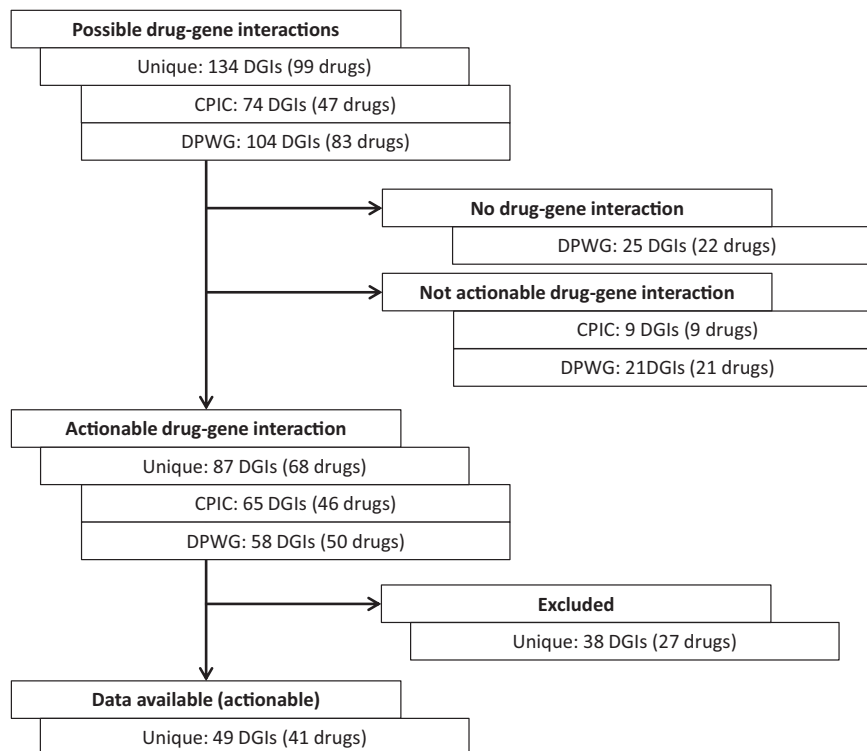 Possible drug-gene interactions
Unique: 134 DGIs (99 drugs)
CPIC: 74 DGIs (47 drugs)
DPWG: 104 DGIs (83 drugs)
No drug-gene interaction
DPWG: 25 DGIs (22 drugs)
Not actionable drug-gene interaction
CPIC: 9 DGIs (9 drugs)
DPWG: 21DGIs (21 drugs)
Actionable drug-gene interaction
Unique: 87 DGIs (68 drugs)
CPIC: 65 DGIs (46 drugs)
DPWG: 58 DGIs (50 drugs)
Excluded
Unique: 38 DGIs (27 drugs)
Data available (actionable)
Unique: 49 DGIs (41 drugs)